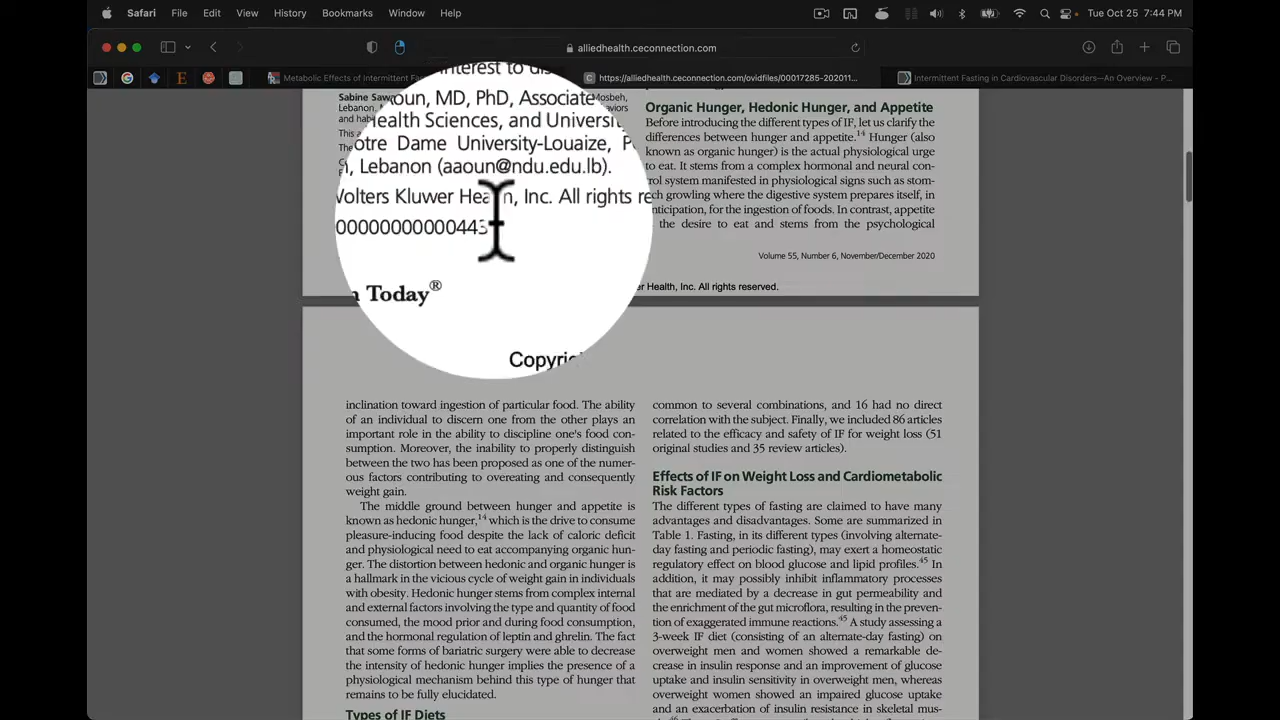 Safari File Edit View History Bookmarks Window Help Tue Oct 25 7:44 PM
alliedhealth.ceconnection.com
Metabolic Effects of Intermittent F
https://alliedhealth.ceconnection.com/ovidfiles/00017285-202011...
Intermittent Fasting in Cardiovascular Disorders—An Overview - P...
Sabine
Lebanon,
and
This
The
interest to
oun, MD, PhD, Associate
Health Sciences, and
otre Dame University-Louaize,
Lebanon (aaoun@ndu.edu.lb).
Wolters Kluwer Inc. All rights
000000000000443
Today®
Mosbeh,
Organic Hunger, Hedonic Hunger, and Appetite
Before introducing the different types of IF, let us clarify the
differences between hunger and appetite.14 Hunger (also
known as organic hunger) is the actual physiological urge
to eat. It stems from a complex hormonal and neural con-
rol system manifested in physiological signs such as stom-
ch growling where the digestive system prepares itself, in
nticipation, for the ingestion of foods. In contrast, appetite
the desire to eat and stems from the psychological
Volume 55, Number 6, November/December 2020
r Health, Inc. All rights reserved.
inclination toward ingestion of particular food. The ability
of an individual to discern one from the other plays an
important role in the ability to discipline one's food con-
sumption. Moreover, the inability to properly distinguish
between the two has been proposed as one of the numer-
ous factors contributing to overeating and consequently
weight gain.
The middle ground between hunger and appetite is
known as hedonic hunger,14 which is the drive to consume
pleasure-inducing food despite the lack of caloric deficit
and physiological need to eat accompanying organic hun-
ger. The distortion between hedonic and organic hunger is
a hallmark in the vicious cycle of weight gain in individuals
with obesity. Hedonic hunger stems from complex internal
and external factors involving the type and quantity of food
consumed, the mood prior and during food consumption,
and the hormonal regulation of leptin and ghrelin. The fact
that some forms of bariatric surgery were able to decrease
the intensity of hedonic hunger implies the presence of a
physiological mechanism behind this type of hunger that
remains to be fully elucidated.
Types of IF Diets
common to several combinations, and 16 had no direct
correlation with the subject. Finally, we included 86 articles
related to the efficacy and safety of IF for weight loss (51
original studies and 35 review articles).
Effects of IF on Weight Loss and Cardiometabolic
Risk Factors
The different types of fasting are claimed to have many
advantages and disadvantages. Some are summarized in
Table 1. Fasting, in its different types (involving alternate-
day fasting and periodic fasting), may exert a homeostatic
regulatory effect on blood glucose and lipid profiles.45 In
addition, it may possibly inhibit inflammatory processes
that are mediated by a decrease in gut permeability and
the enrichment of the gut microflora, resulting in the preven-
tion of exaggerated immune reactions.45 A study assessing a
3-week IF diet (consisting of an alternate-day fasting) on
overweight men and women showed a remarkable de-
crease in insulin response and an improvement of glucose
uptake and insulin sensitivity in overweight men, whereas
overweight women showed an impaired glucose uptake
and an exacerbation of insulin resistance in skeletal mus-